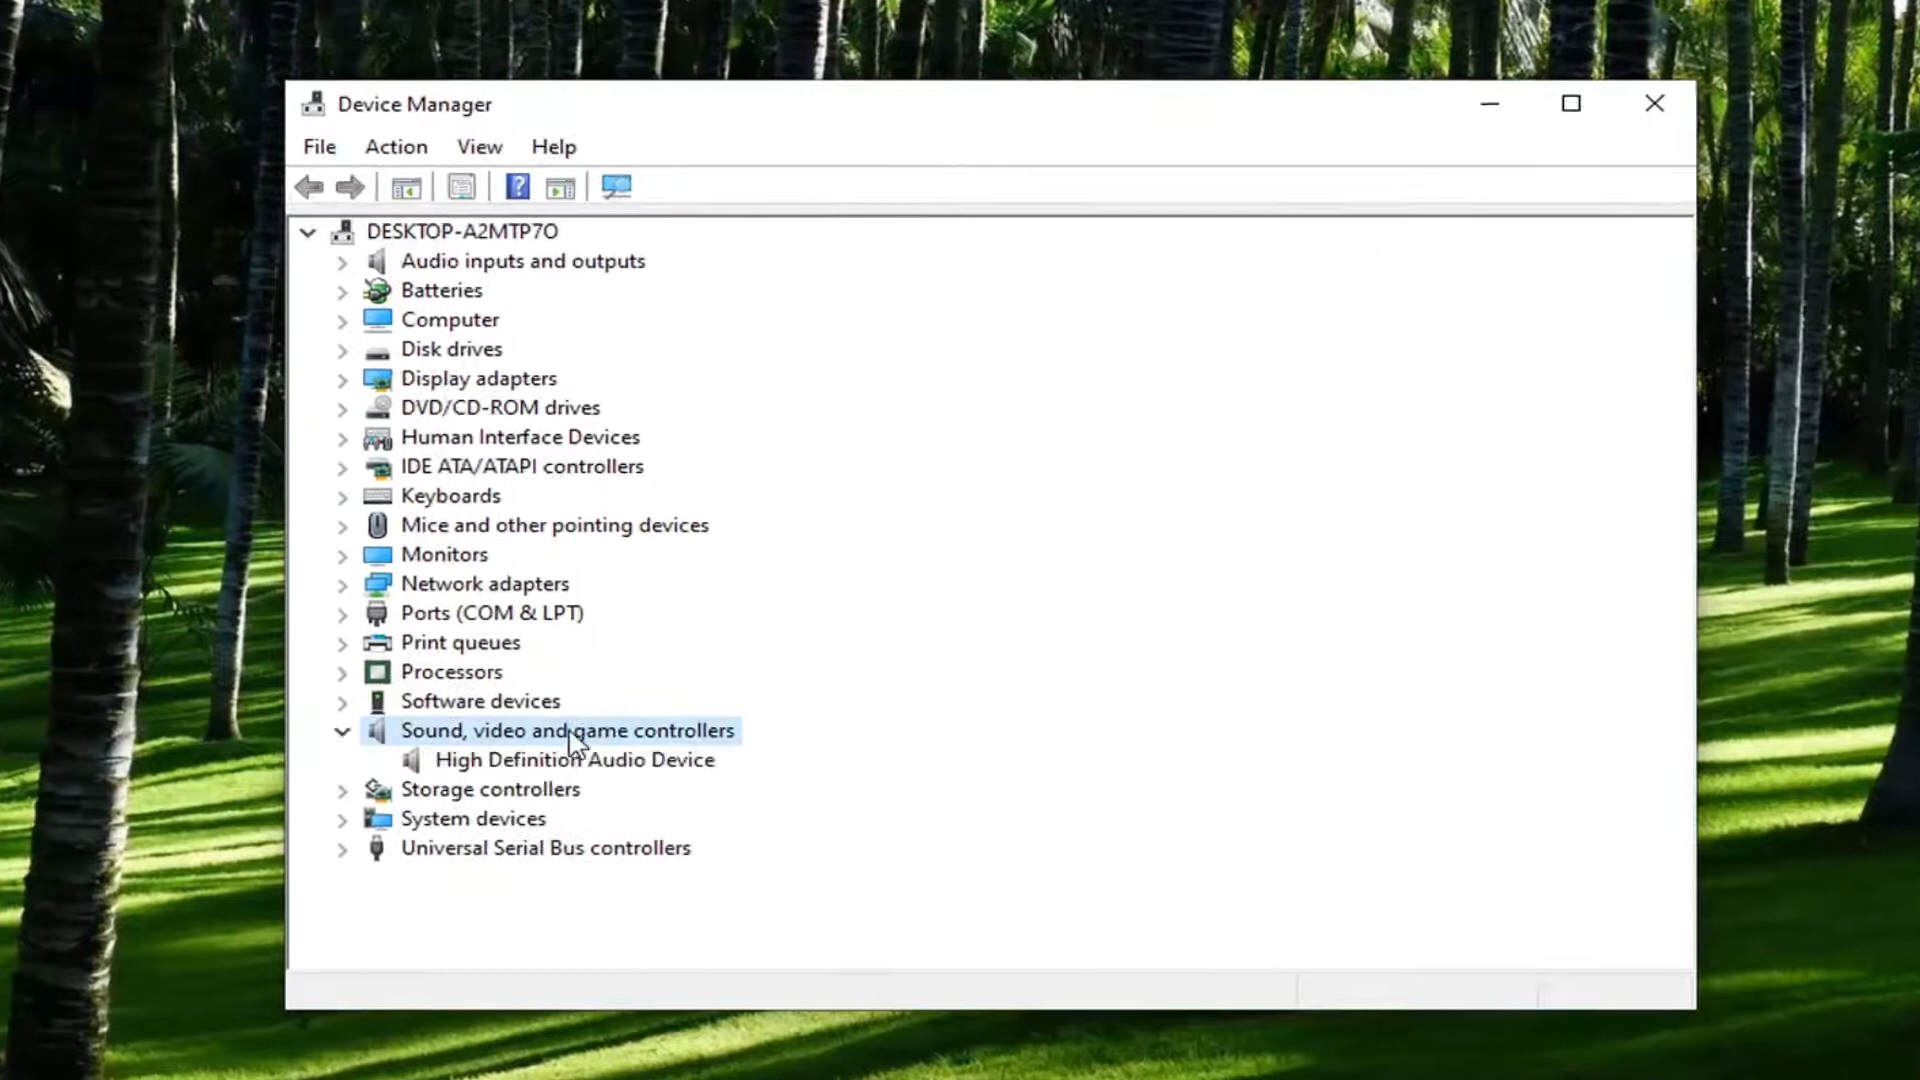 Device Manager
File Action View Help
DESKTOP-A2MTP7O
Audio inputs and outputs
Batteries
Computer
Disk drives
Display adapters
DVD/CD-ROM drives
Human Interface Devices
IDE ATA/ATAPI controllers
Keyboards
Mice and other pointing devices
Monitors
Network adapters
Ports (COM & LPT)
Print queues
Processors
Software devices
Sound, video and game controllers
High Definition Audio Device
Storage controllers
System devices
Universal Serial Bus controllers